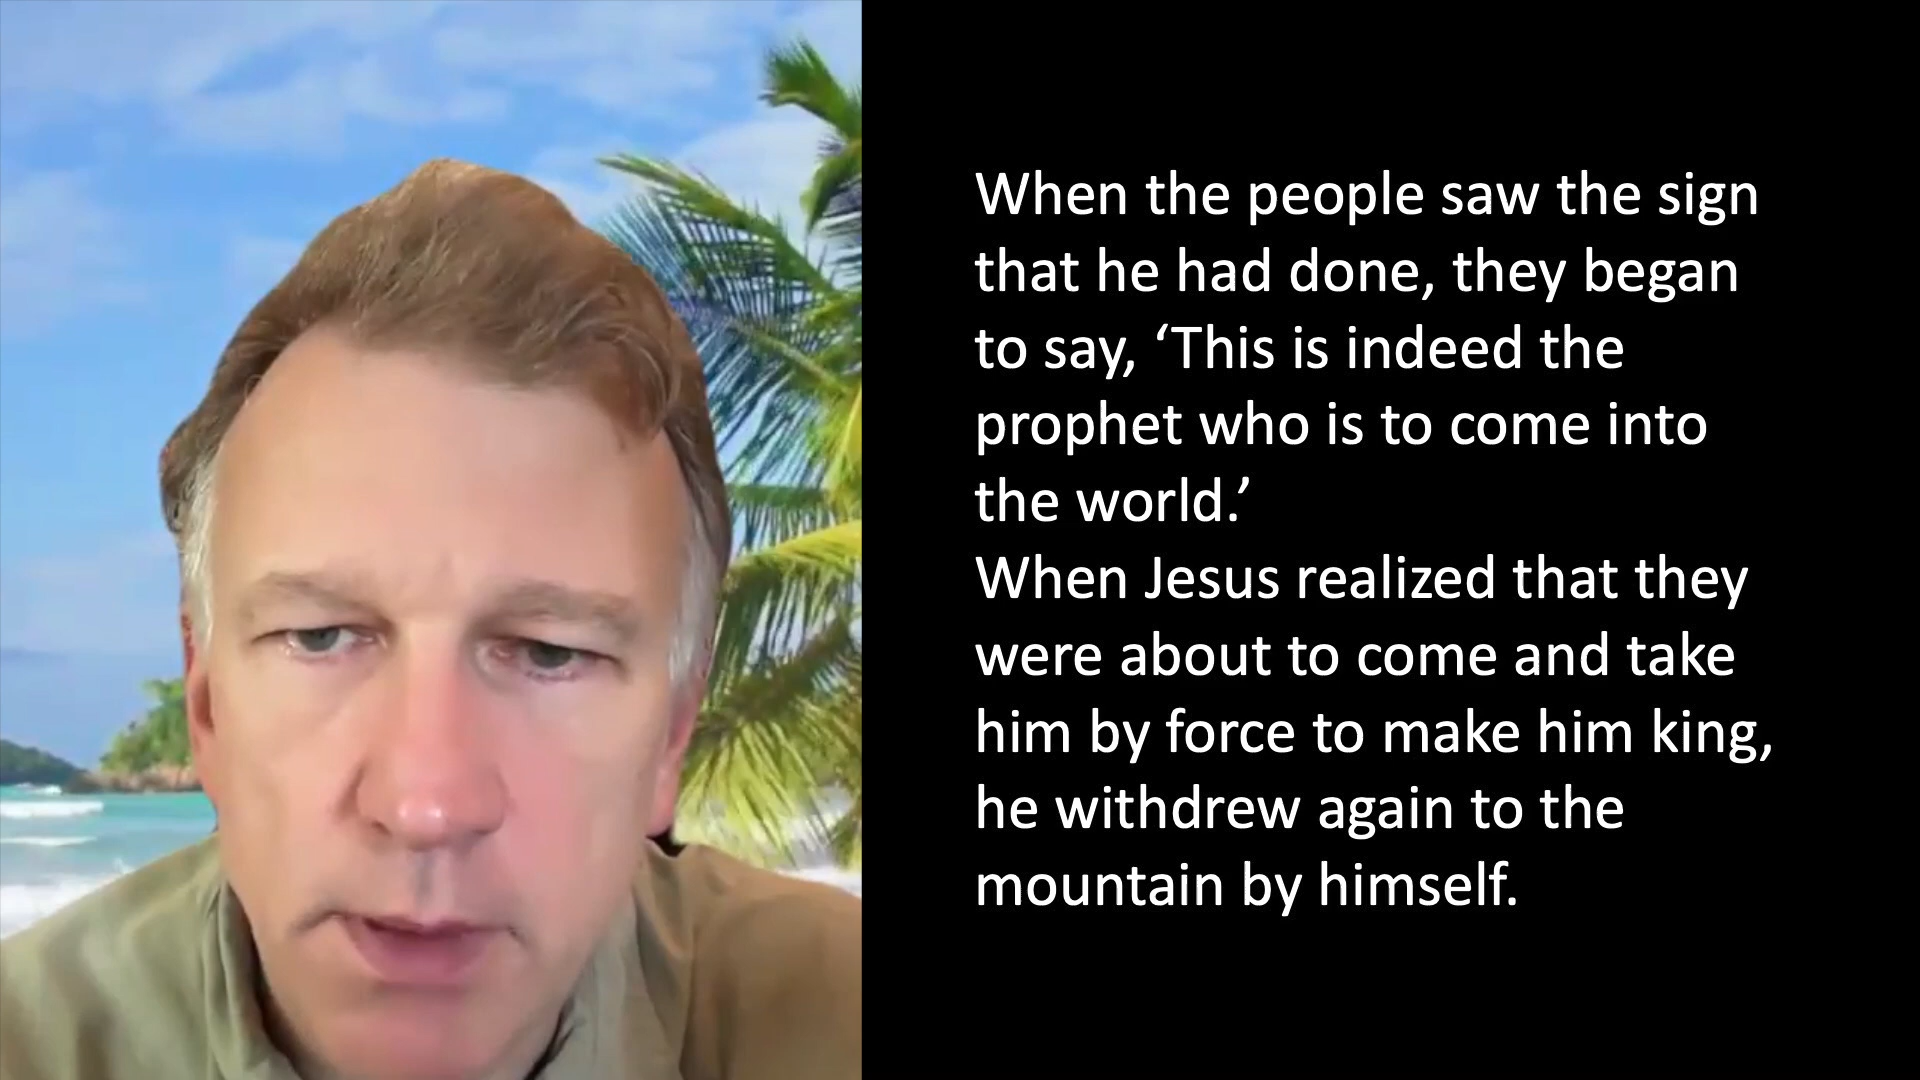 When the people saw the sign
that he had done, they began
to say, ‘This is indeed the
prophet who is to come into
the world.’
When Jesus realized that they
were about to come and take
him by force to make him king,
he withdrew again to the
mountain by himself.